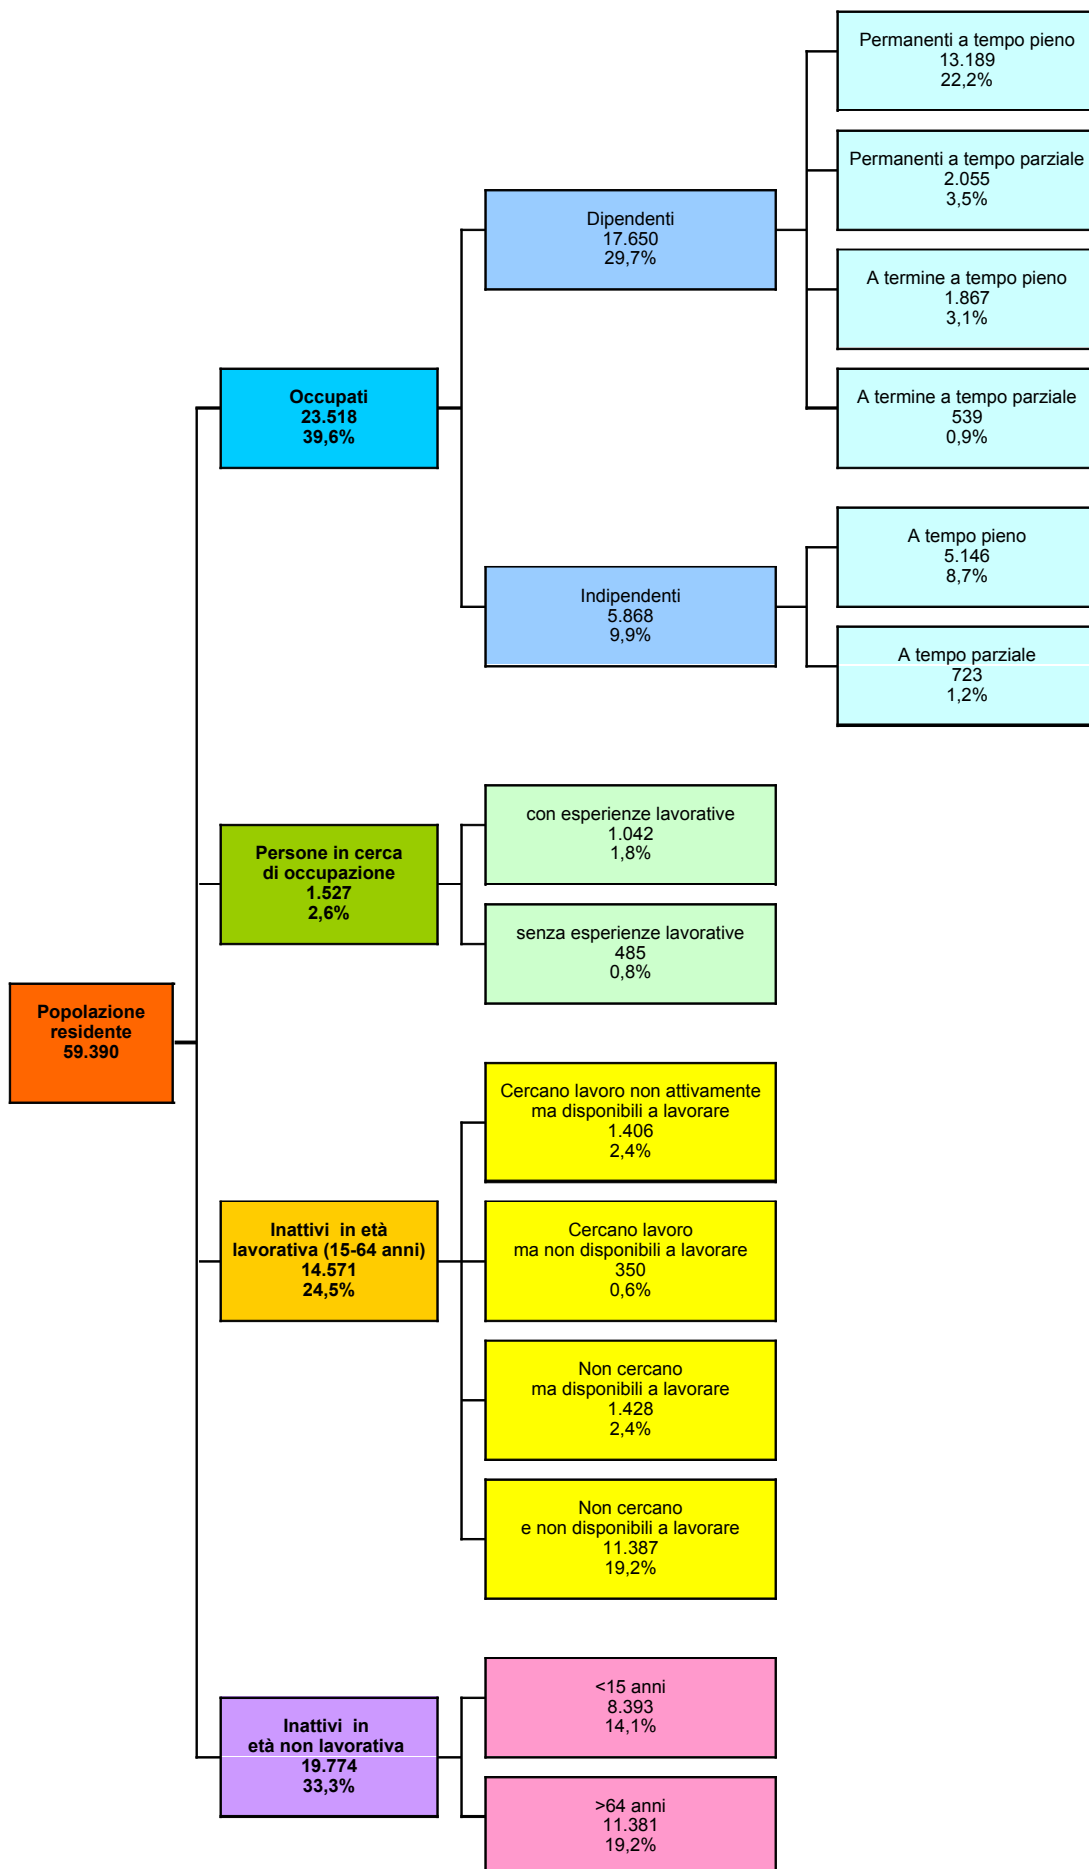 Permanenti a tempo pieno
13.189
22,2%
Permanenti a tempo parziale
2.055
3,5%
Dipendenti
17.650
29,7%
A termine a tempo pieno
1.867
3,1%
Occupati
23.518
39,6%
A termine a tempo parziale
539
0,9%
A tempo pieno
5.146
8,7%
Indipendenti
5.868
9,9%
A tempo parziale
723
1,2%
con esperienze lavorative
1.042
1,8%
Persone in cerca
di occupazione
1.527
2,6%
senza esperienze lavorative
485
0,8%
Popolazione
residente
59.390
Cercano lavoro non attivamente
ma disponibili a lavorare
1.406
2,4%
Inattivi in età
lavorativa (15-64 anni)
14.571
24,5%
Cercano lavoro
ma non disponibili a lavorare
350
0,6%
Non cercano
ma disponibili a lavorare
1.428
2,4%
Non cercano
e non disponibili a lavorare
11.387
19,2%
<15 anni
8.393
14,1%
Inattivi in
età non lavorativa
19.774
33,3%
>64 anni
11.381
19,2%